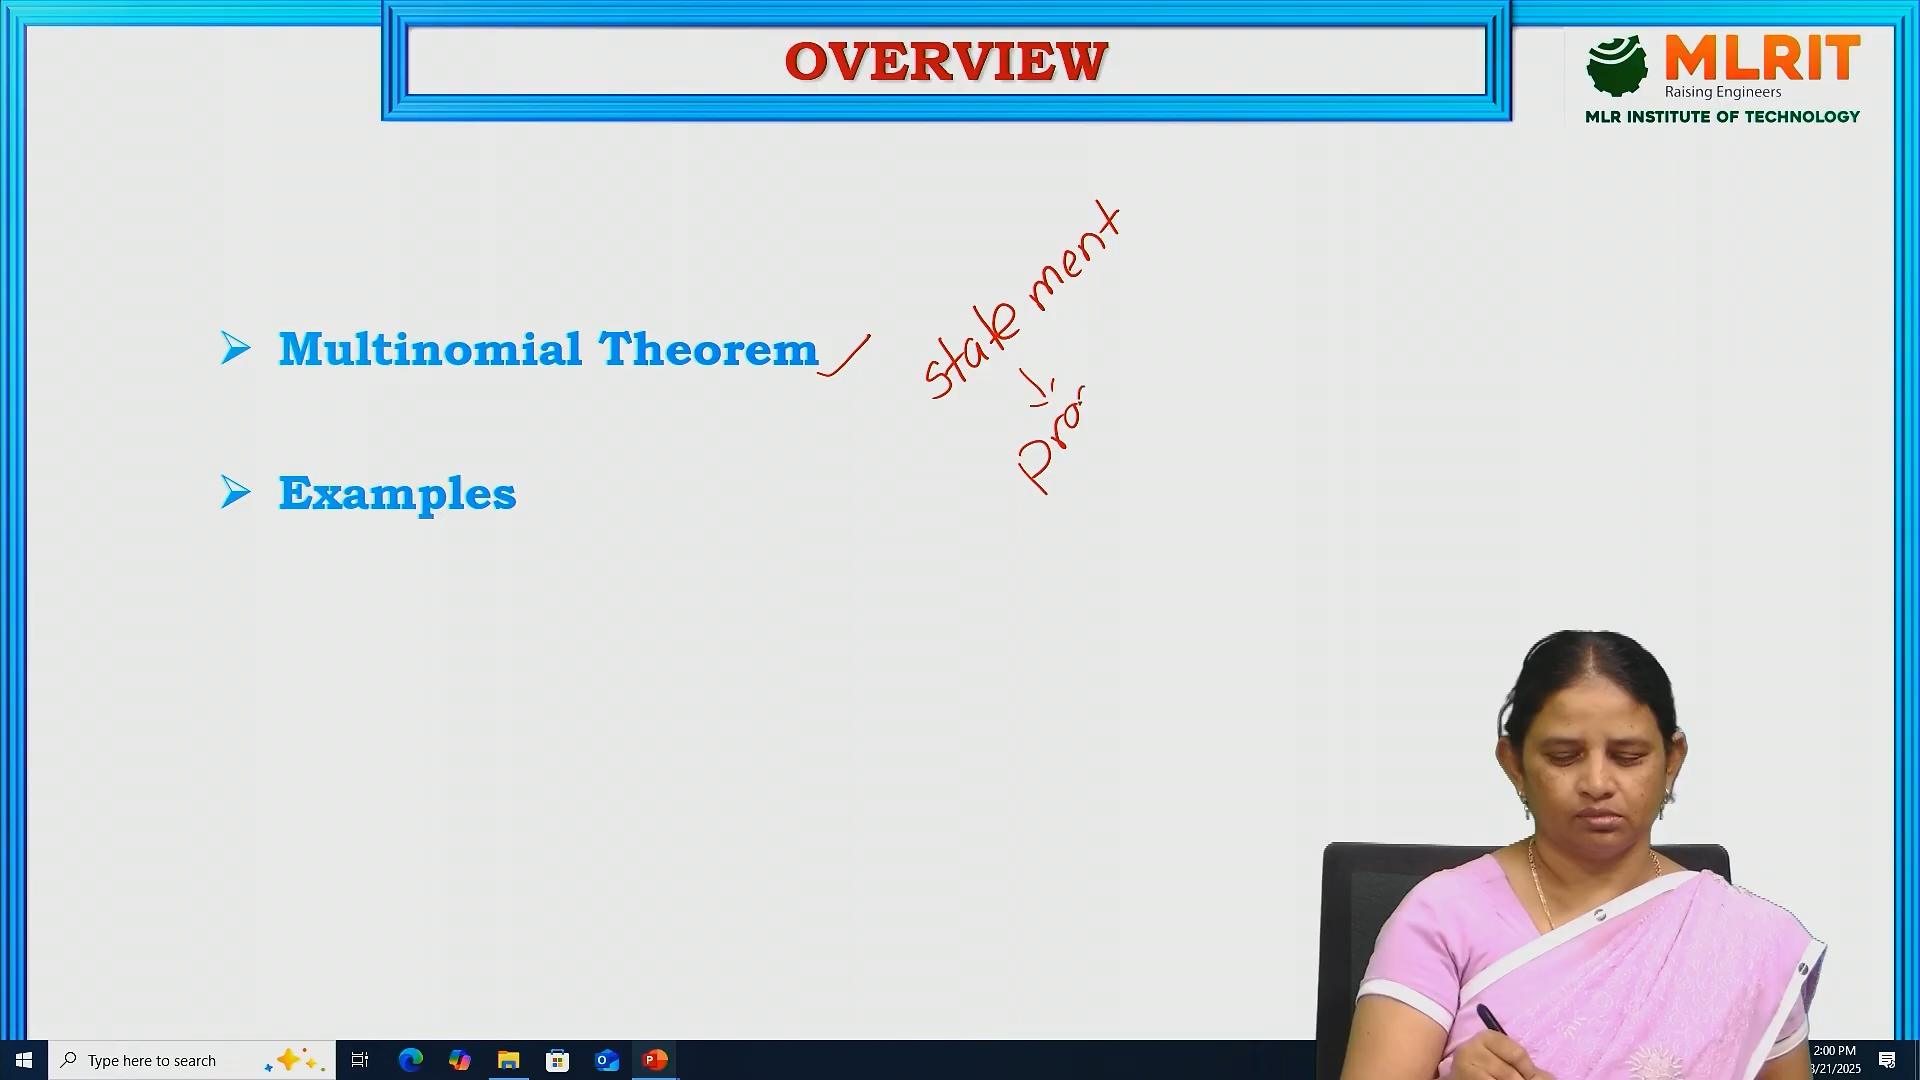 OVERVIEW
MLRIT
Raising Engineers
MLR INSTITUTE OF TECHNOLOGY
statement
Multinomial Theorem
Examples
Type here to search
2:00 PM
3/21/2025